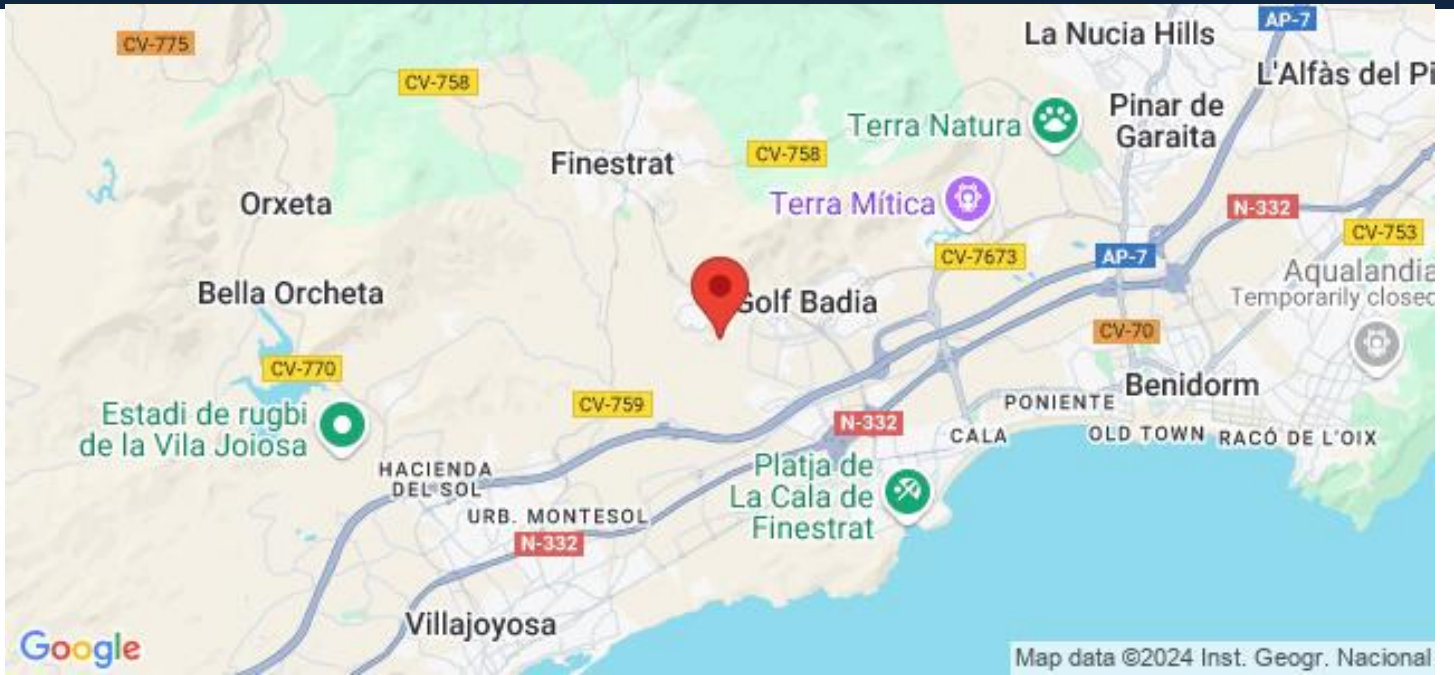 AP-7
La Nucia Hills
CV-775
CV-758
L'Alfàs del Pi
Pinar de
Garaita
Terra Natura
Finestrat
CV-758
Orxeta
Terra Mítica
N-332
CV-753
CV-7673
AP-7
Aqualandia
Temporarily closed
Bella Orcheta
Golf Badia
CV-70
CV-770
Benidorm
CV-759
PONIENTE
Estadi de rugbi
de la Vila Joiosa
N-332
CALA
OLD TOWN
RACÓ DE L'OIX
HACIENDA
DEL SOL
Platja de
La Cala de
Finestrat
URB. MONTESOL
N-332
Villajoyosa
Google
Map data ©2024 Inst. Geogr. Nacional